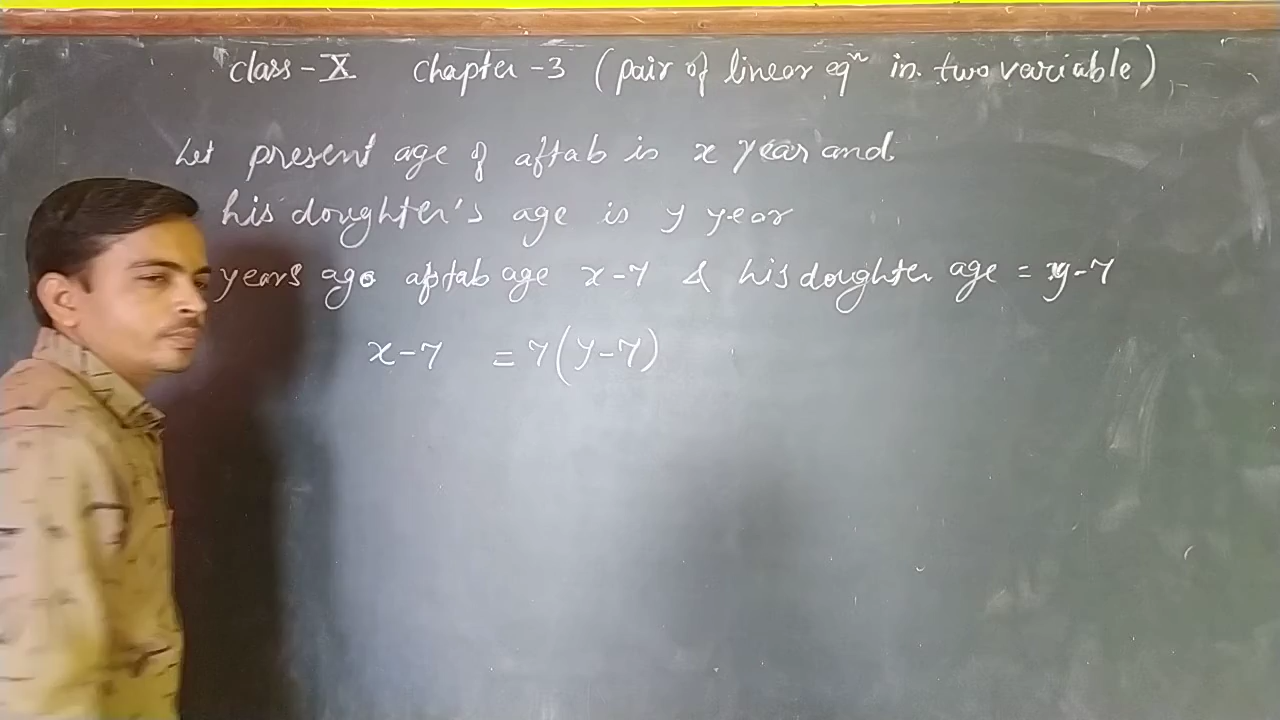 class-X chapter-3 (pair of linear eqn in two variable)
Let present age of aftab is x year and
his doughter's age is y year
years ago aftab age x-7 & his doughter age = y-7
x-7 = 7(y-7)